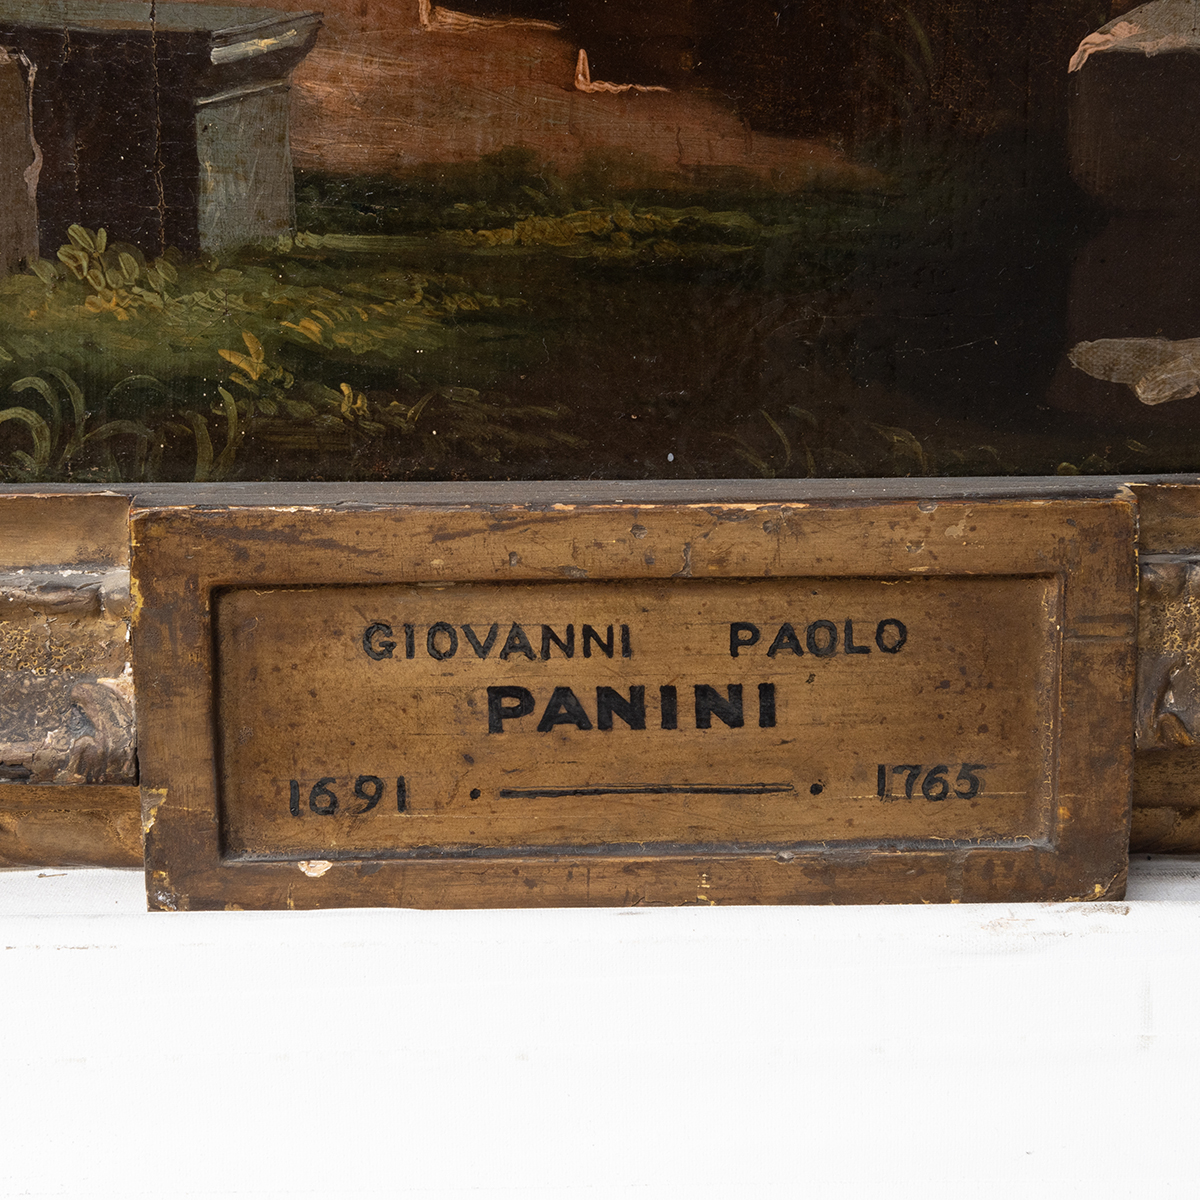 GIOVANNI PAOLO
PANINI
1691 •—————• 1765